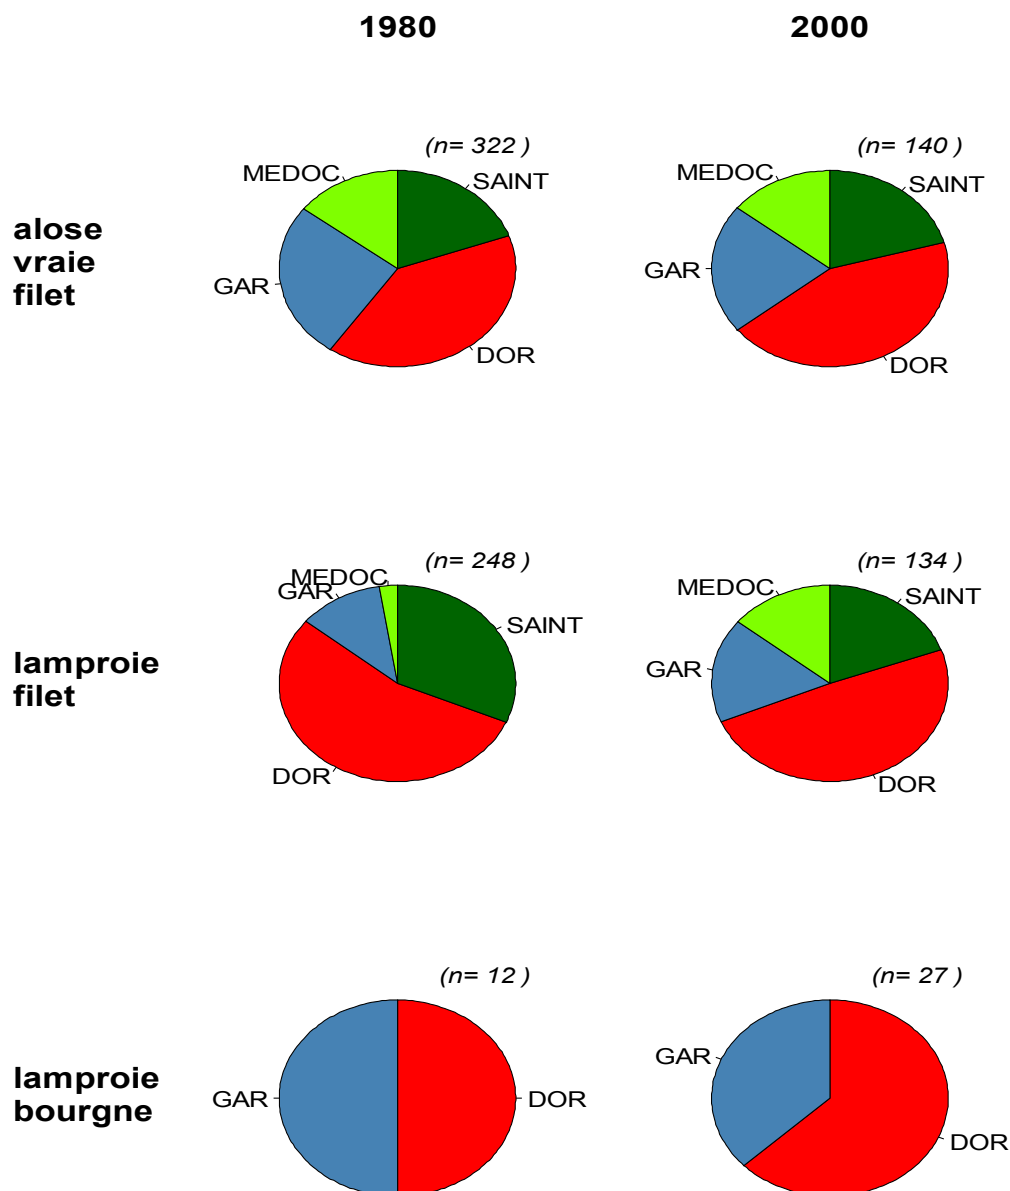 1980
2000
(n= 322 )
MEDOC
SAINT
GAR
DOR
(n= 140 )
MEDOC
SAINT
GAR
DOR
alose
vraie
filet
(n= 248 )
MEDOC
GAR
SAINT
DOR
(n= 134 )
MEDOC
SAINT
GAR
DOR
lamproie
filet
(n= 12 )
GAR
DOR
(n= 27 )
GAR
DOR
lamproie
bourgne